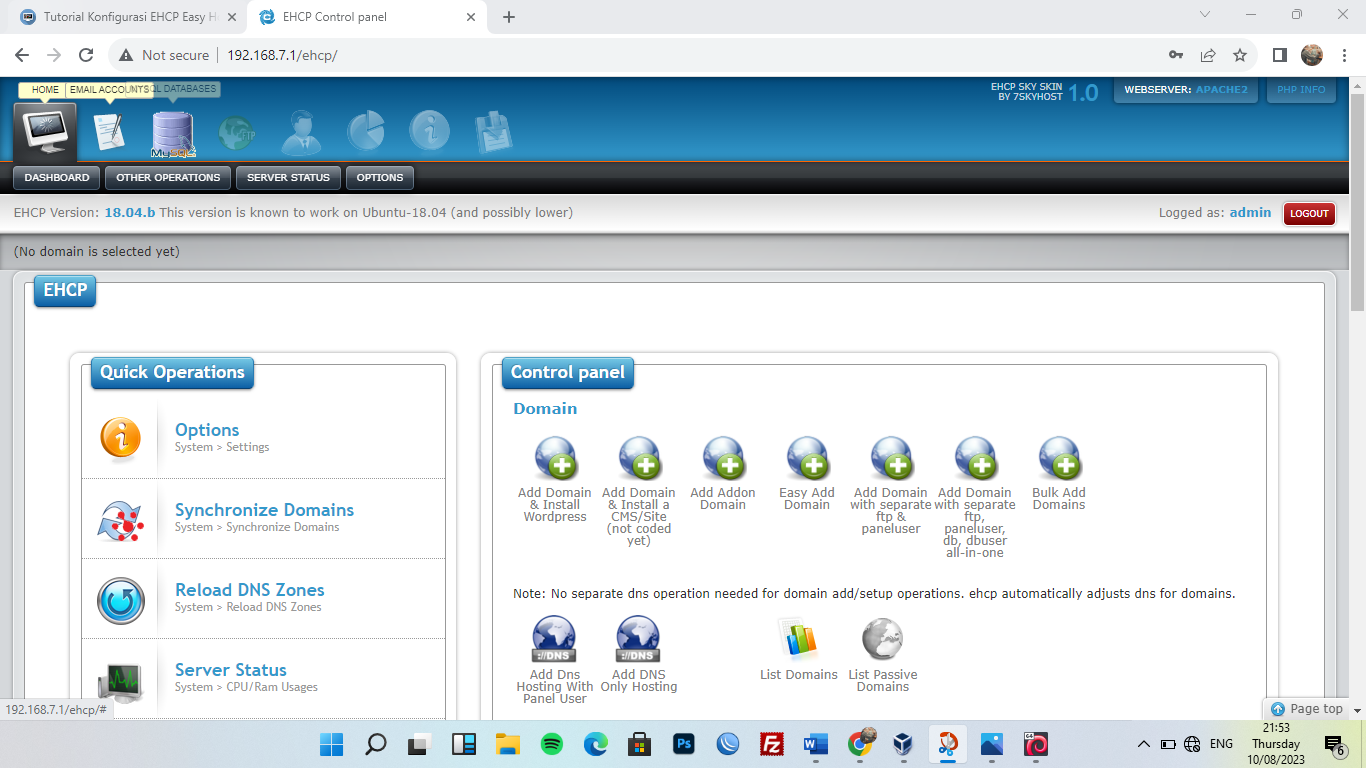 Tutorial Konfigurasi EHCP Easy H
EHCP Control panel
Not secure
192.168.7.1/ehcp/
HOME
EMAIL ACCOUNTS
SQL DATABASES
EHCP SKY SKIN
BY 7SKYHOST
1.0
WEBSERVER: APACHE2
PHP INFO
MySQL
FTP
DASHBOARD
OTHER OPERATIONS
SERVER STATUS
OPTIONS
EHCP Version: 18.04.b This version is known to work on Ubuntu-18.04 (and possibly lower)
Logged as: admin
LOGOUT
(No domain is selected yet)
EHCP
Quick Operations
Options
System > Settings
Synchronize Domains
System > Synchronize Domains
Reload DNS Zones
System > Reload DNS Zones
Server Status
System > CPU/Ram Usages
Control panel
Domain
Add Domain
& Install
Wordpress
Add Domain
& Install a
CMS/Site
(not coded
yet)
Add Addon
Domain
Easy Add
Domain
Add Domain
with separate
ftp &
paneluser
Add Domain
with separate
ftp,
paneluser,
db, dbuser
all-in-one
Bulk Add
Domains
Note: No separate dns operation needed for domain add/setup operations. ehcp automatically adjusts dns for domains.
://DNS
Add Dns
Hosting With
Panel User
://DNS
Add DNS
Only Hosting
List Domains
List Passive
Domains
192.168.7.1/ehcp/#
Page top
Ps
Fz
W
64
ENG
21:53
Thursday
10/08/2023
6